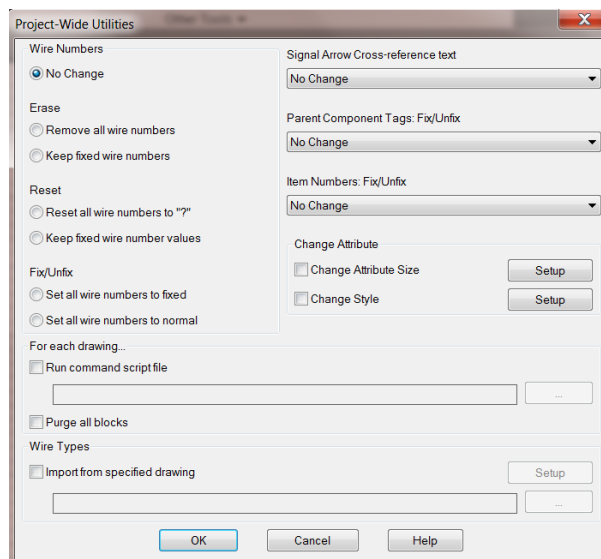 Project-Wide Utilities
Other Tools
Wire Numbers
No Change
Erase
Remove all wire numbers
Keep fixed wire numbers
Reset
Reset all wire numbers to "?"
Keep fixed wire number values
Fix/Unfix
Set all wire numbers to fixed
Set all wire numbers to normal
Signal Arrow Cross-reference text
No Change
Parent Component Tags: Fix/Unfix
No Change
Item Numbers: Fix/Unfix
No Change
Change Attribute
Change Attribute Size
Setup
Change Style
Setup
For each drawing...
Run command script file
...
Purge all blocks
Wire Types
Import from specified drawing
Setup
...
OK
Cancel
Help